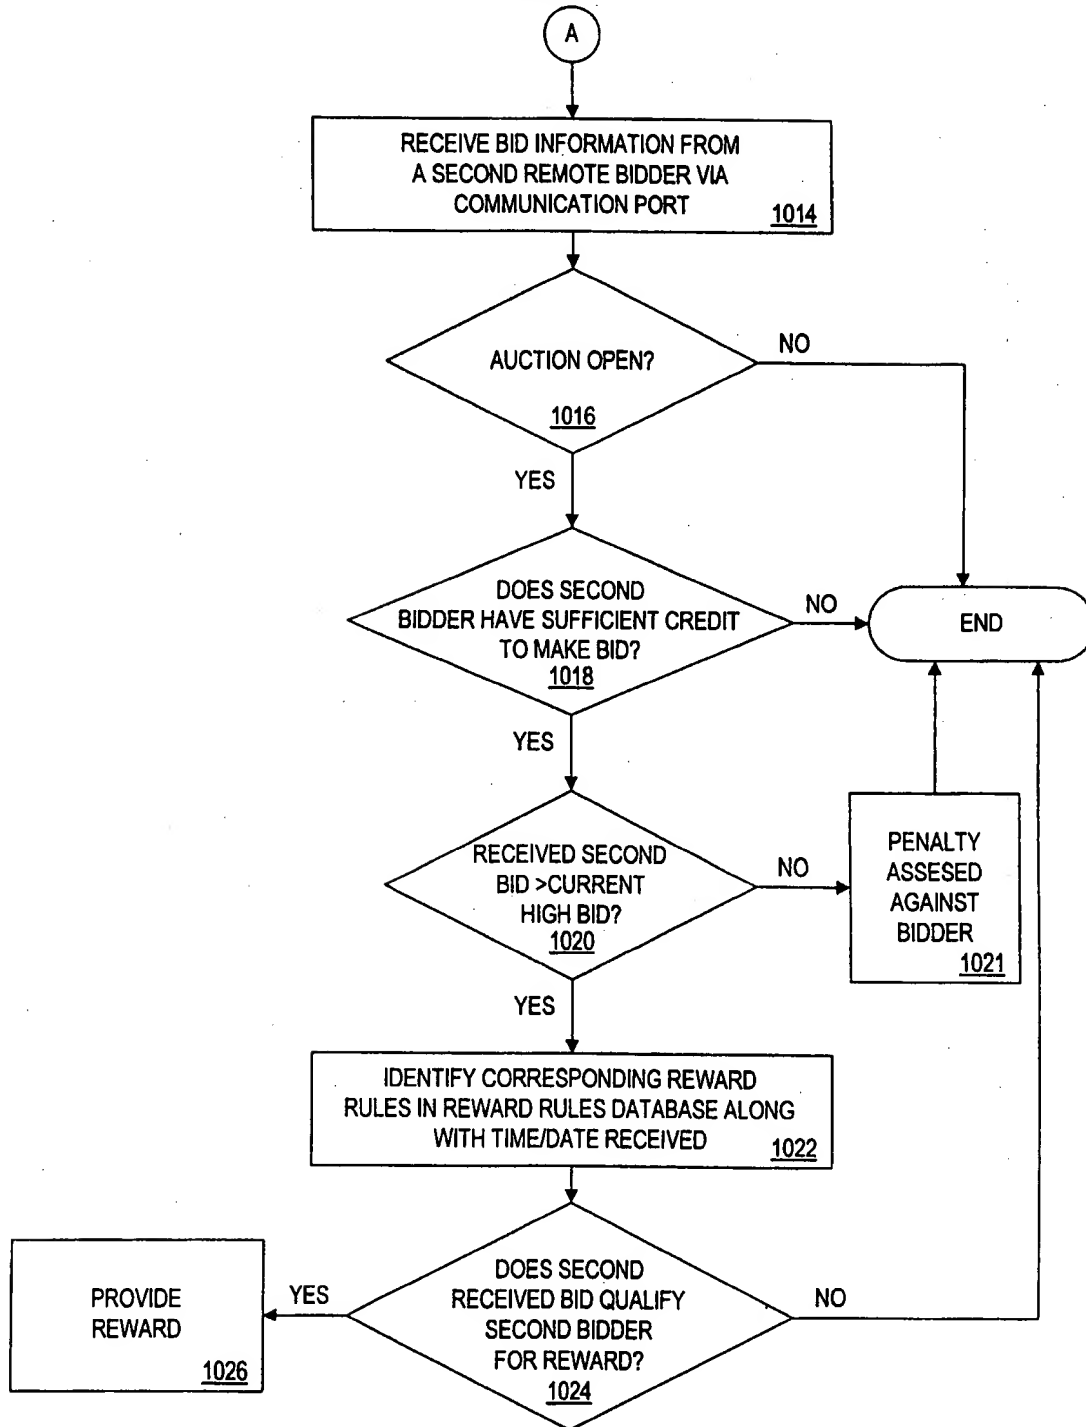 A
RECEIVE BID INFORMATION FROM
A SECOND REMOTE BIDDER VIA
COMMUNICATION PORT
1014
AUCTION OPEN?
1016
NO
YES
DOES SECOND
BIDDER HAVE SUFFICIENT CREDIT
TO MAKE BID?
1018
NO
END
YES
RECEIVED SECOND
BID >CURRENT
HIGH BID?
1020
NO
PENALTY
ASSESED
AGAINST
BIDDER
1021
YES
IDENTIFY CORRESPONDING REWARD
RULES IN REWARD RULES DATABASE ALONG
WITH TIME/DATE RECEIVED
1022
DOES SECOND
RECEIVED BID QUALIFY
SECOND BIDDER
FOR REWARD?
1024
YES
NO
PROVIDE
REWARD
1026